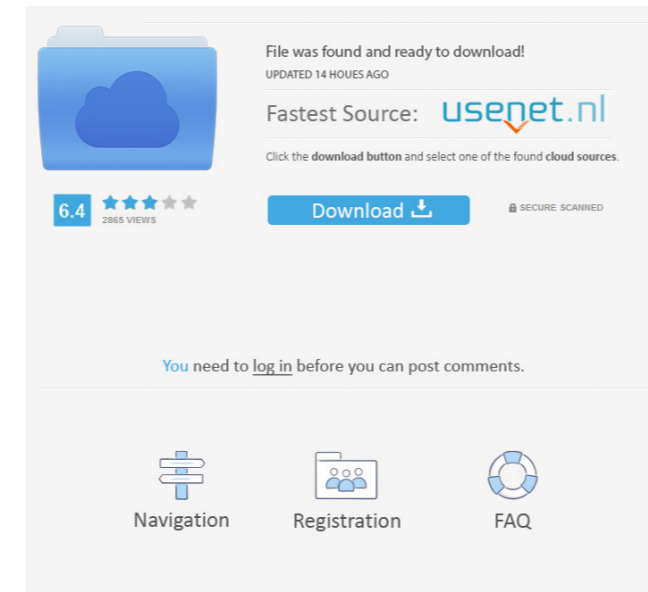 File was found and ready to download!
UPDATED 14 HOUES AGO
Fastest Source: usenet.nl
Click the download button and select one of the found cloud sources.
6.4
2865 VIEWS
Download
SECURE SCANNED
You need to log in before you can post comments.
Navigation
Registration
FAQ